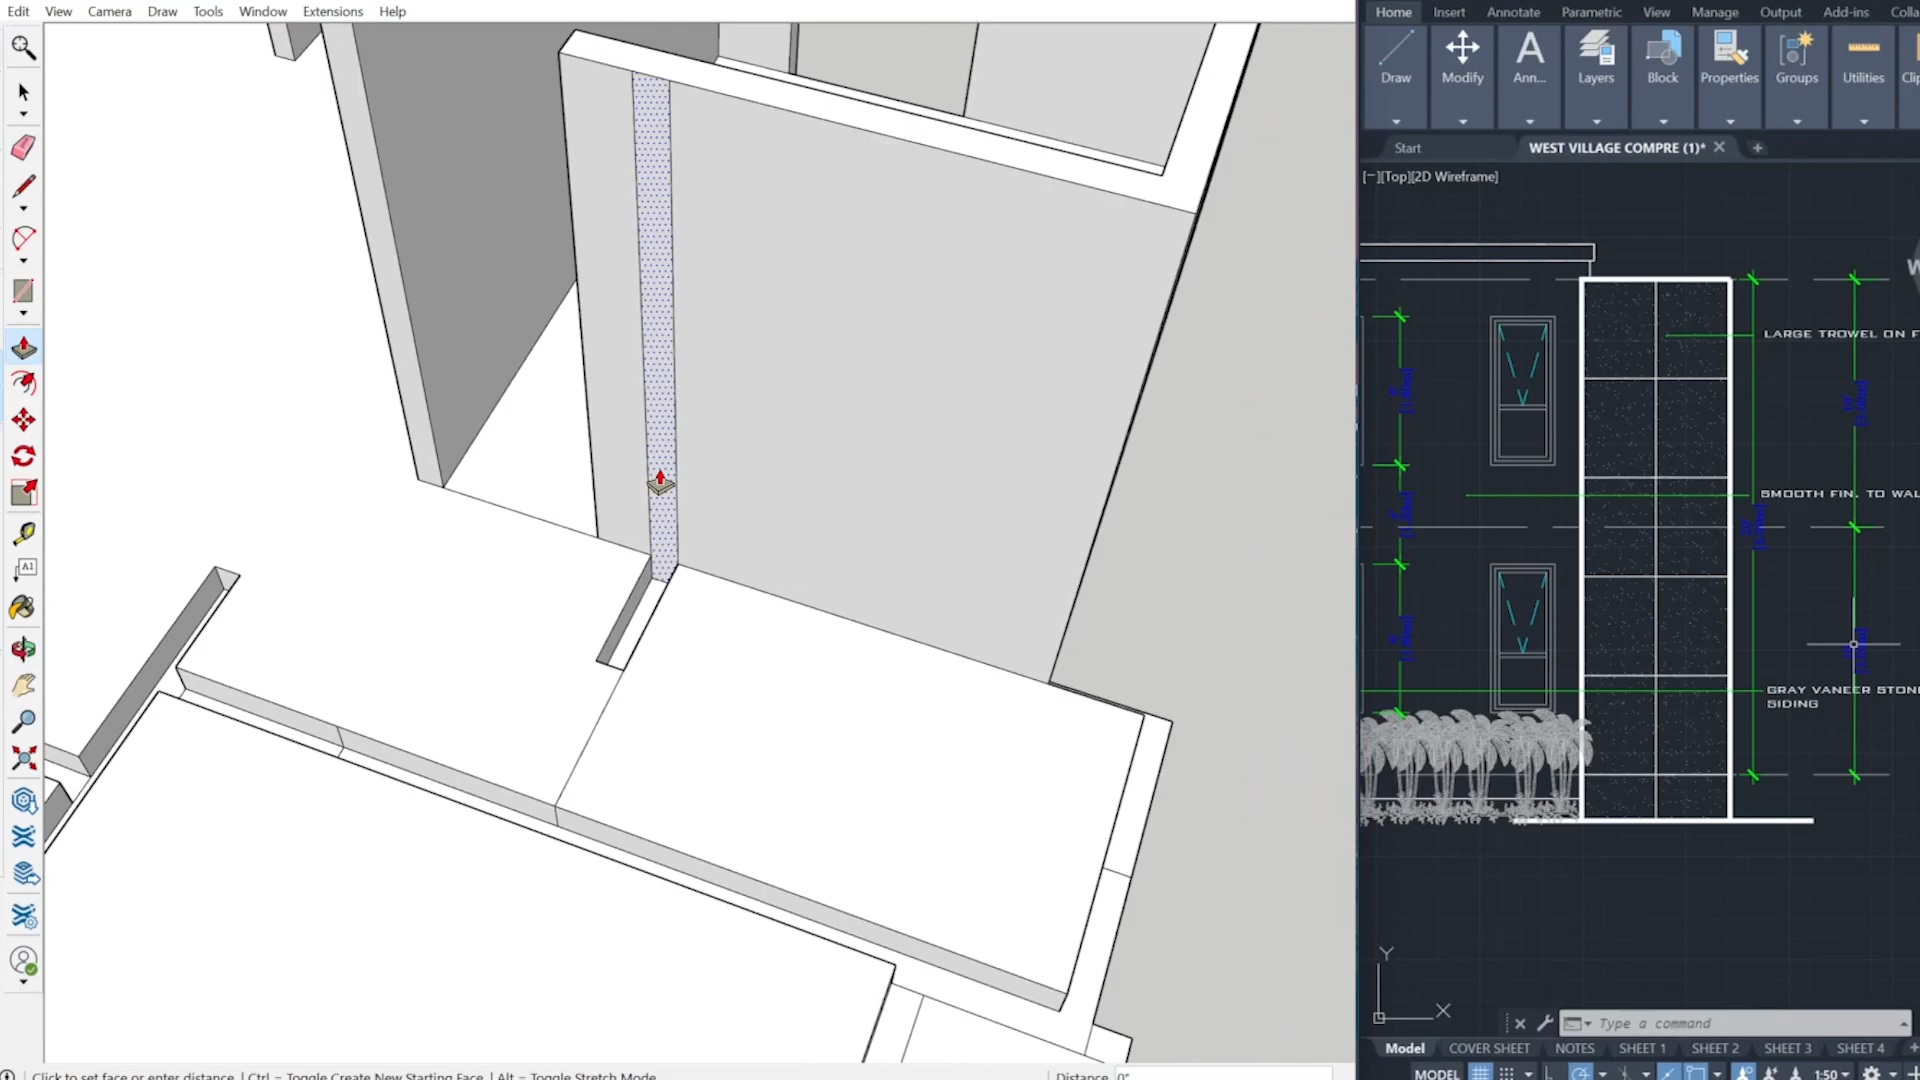 Edit View Camera Draw Tools Window Extensions Help
Home Insert Annotate Parametric View Manage Output Add-ins Colla
Draw Modify Ann... Layers Block Properties Groups Utilities Clip
Start WEST VILLAGE COMPRE (1)*
[−][Top][2D Wireframe]
W
LARGE TROWEL ON F
SMOOTH FIN. TO WAL
GRAY VANEER STONE
SIDING
A1
Y
X
Type a command
Model COVER SHEET NOTES SHEET 1 SHEET 2 SHEET 3 SHEET 4
Click to set face or enter distance. | Ctrl = Toggle Create New Starting Face. | Alt = Toggle Stretch Mode.
Distance 0"
MODEL 1:50